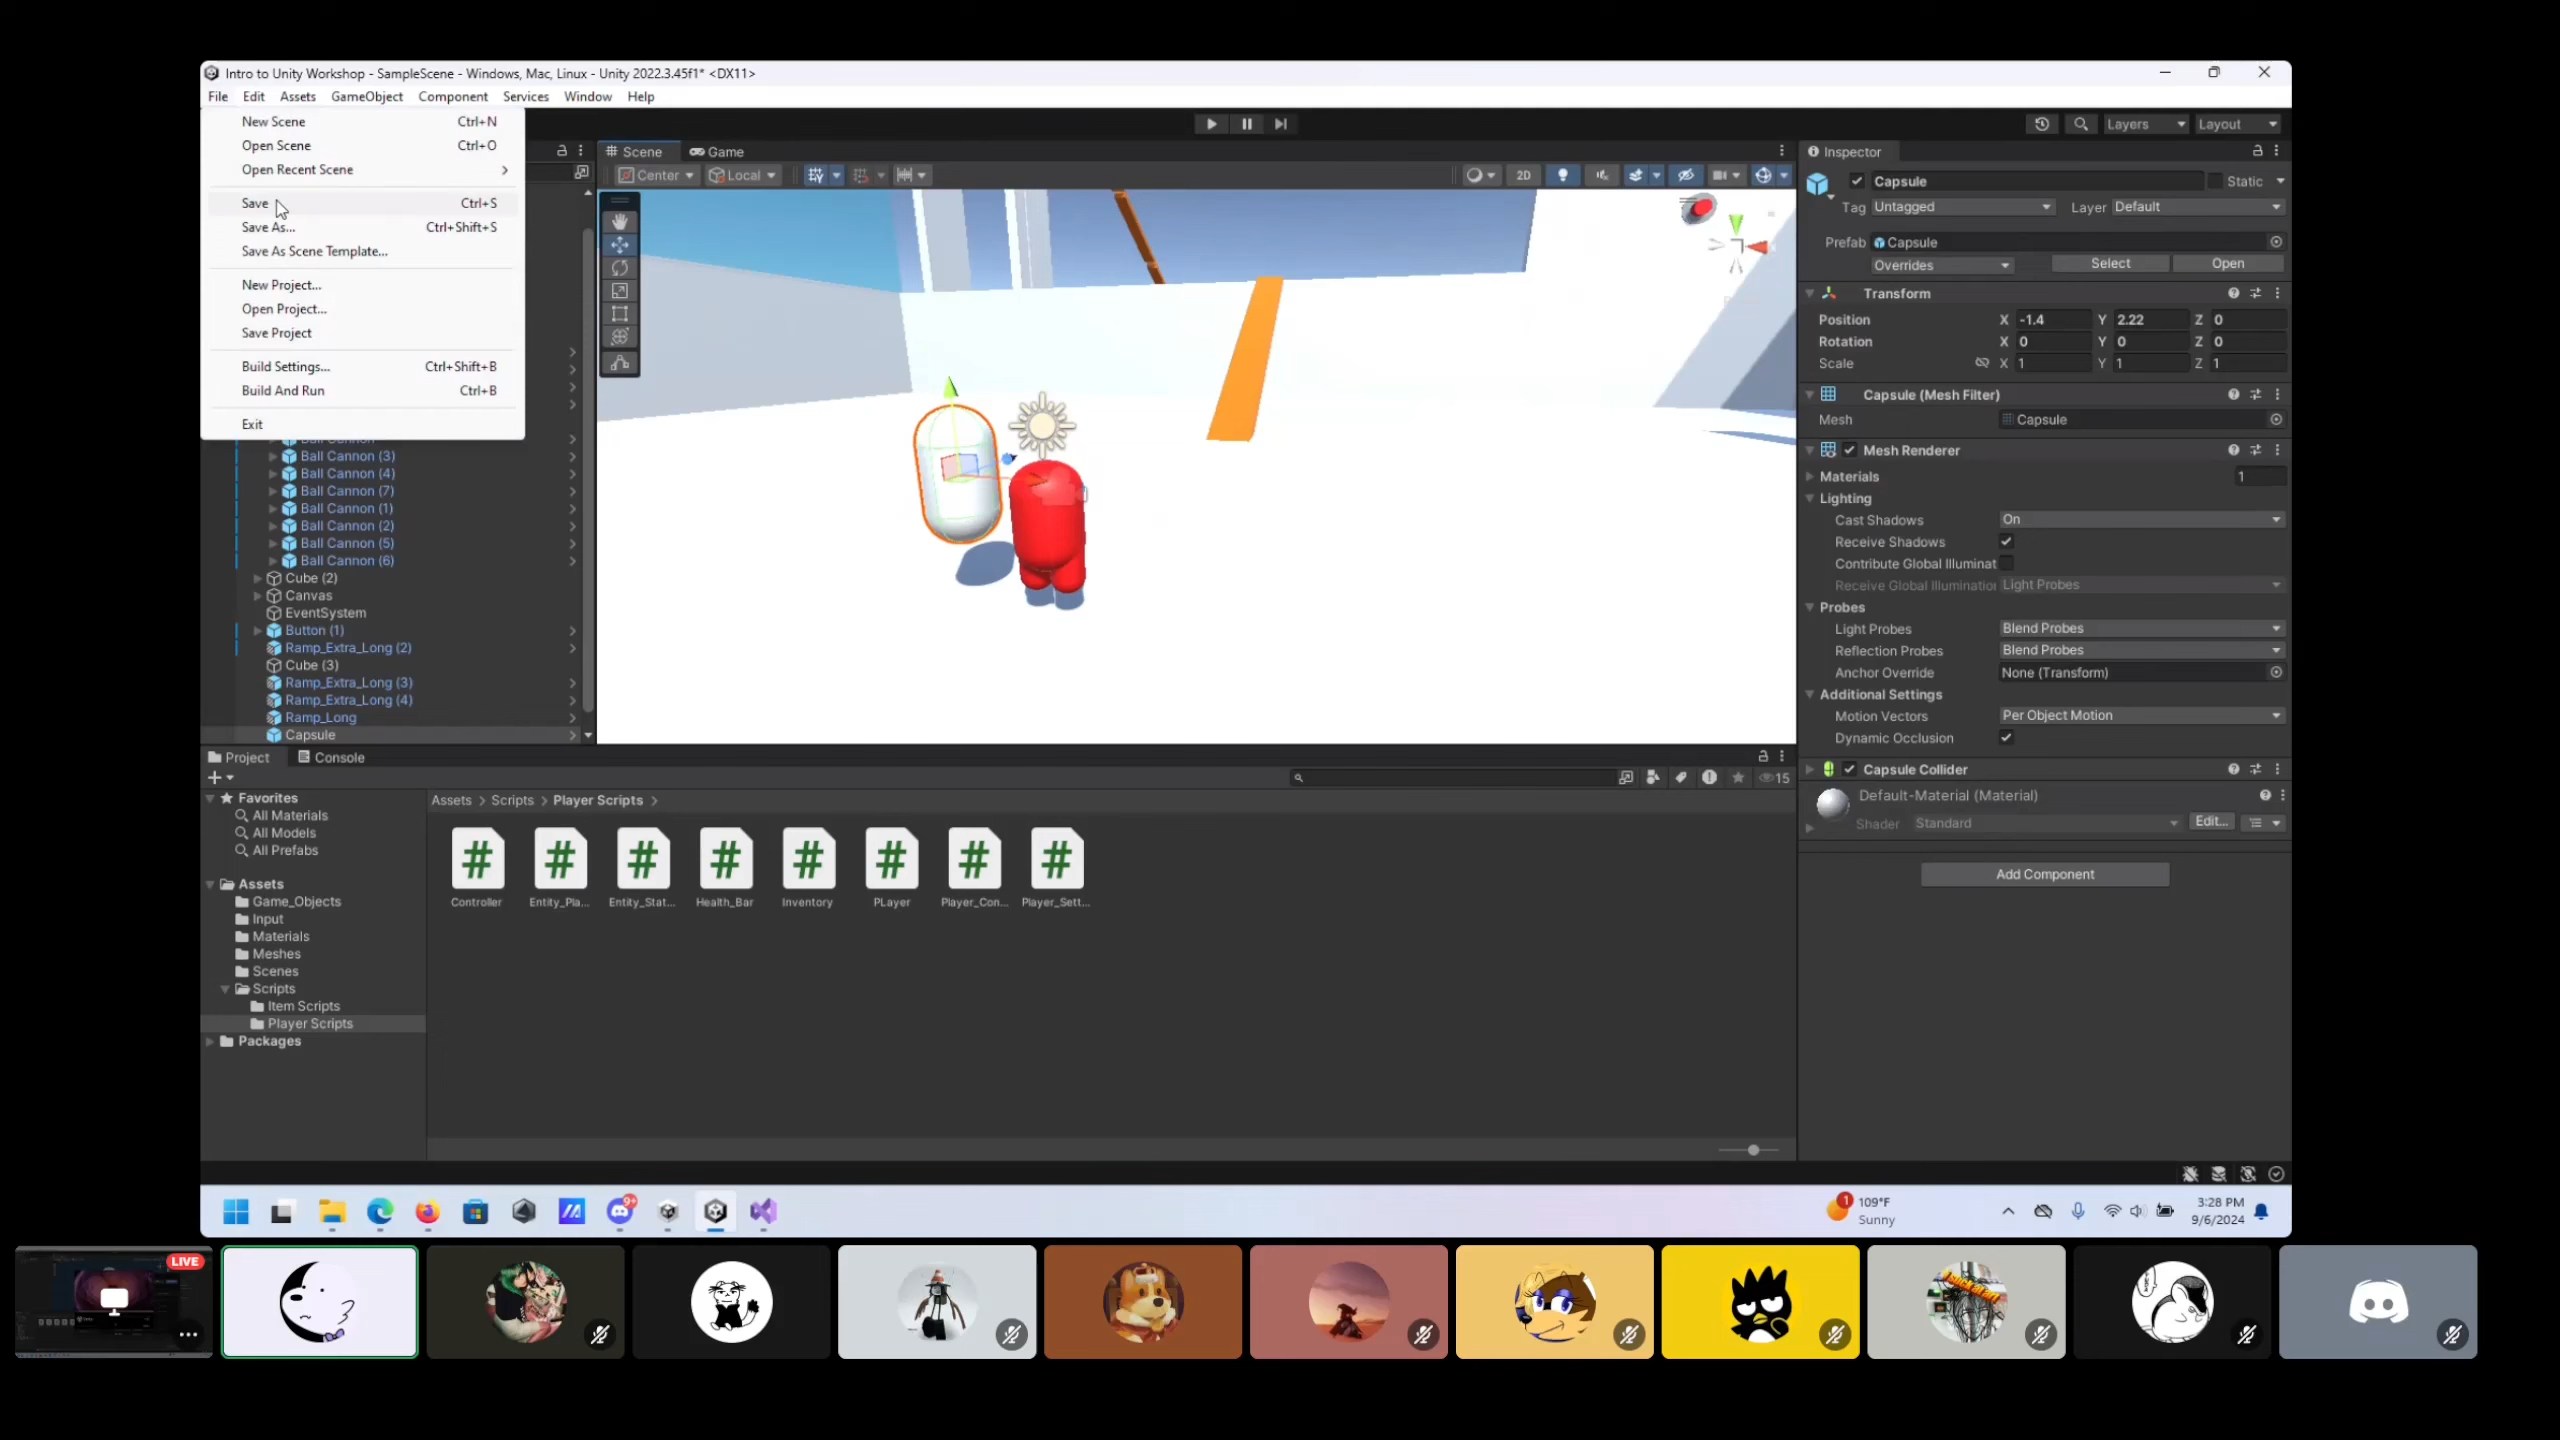 Intro to Unity Workshop - SampleScene - Windows, Mac, Linux - Unity 2022.3.45f1* <DX11>
File Edit Assets GameObject Component Services Window Help
New Scene Ctrl+N
Open Scene Ctrl+O
Open Recent Scene
Save Ctrl+S
Save As... Ctrl+Shift+S
Save As Scene Template...
New Project...
Open Project...
Save Project
Build Settings... Ctrl+Shift+B
Build And Run Ctrl+B
Exit
Layers Layout
Scene Game
Center Local 2D
Ball Cannon
Ball Cannon (3)
Ball Cannon (4)
Ball Cannon (7)
Ball Cannon (1)
Ball Cannon (2)
Ball Cannon (5)
Ball Cannon (6)
Cube (2)
Canvas
EventSystem
Button (1)
Ramp_Extra_Long (2)
Cube (3)
Ramp_Extra_Long (3)
Ramp_Extra_Long (4)
Ramp_Long
Capsule
Inspector
Capsule Static
Tag Untagged Layer Default
Prefab Capsule
Overrides Select Open
Transform
Position X -1.4 Y 2.22 Z 0
Rotation X 0 Y 0 Z 0
Scale X 1 Y 1 Z 1
Capsule (Mesh Filter)
Mesh Capsule
Mesh Renderer
Materials 1
Lighting
Cast Shadows On
Receive Shadows
Contribute Global Illuminat
Receive Global Illumination Light Probes
Probes
Light Probes Blend Probes
Reflection Probes Blend Probes
Anchor Override None (Transform)
Additional Settings
Motion Vectors Per Object Motion
Dynamic Occlusion
Capsule Collider
Default-Material (Material)
Shader Standard Edit...
Add Component
Project Console
15
Favorites
All Materials
All Models
All Prefabs
Assets
Game_Objects
Input
Materials
Meshes
Scenes
Scripts
Item Scripts
Player Scripts
Packages
Assets > Scripts > Player Scripts >
Controller Entity_Pla... Entity_Stat... Health_Bar Inventory PLayer Player_Con... Player_Sett...
9+
1
109°F
Sunny
3:28 PM
9/6/2024
LIVE